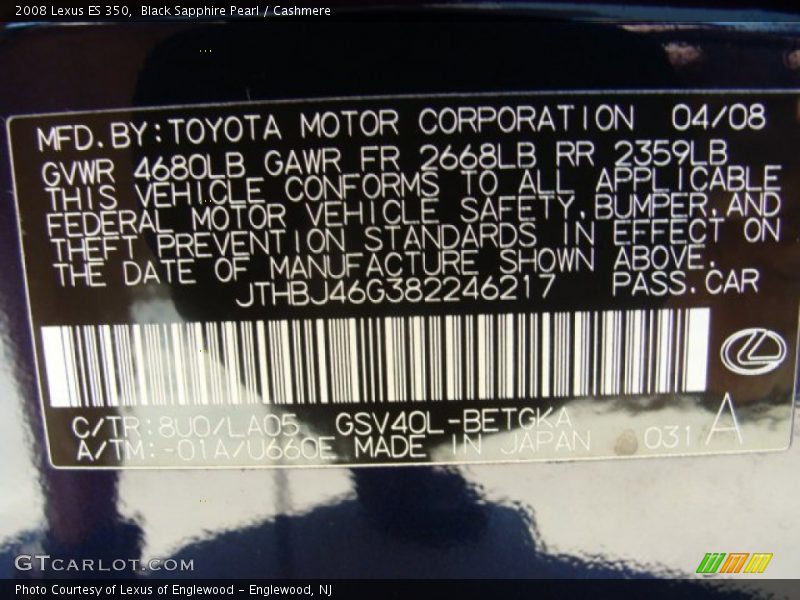 2008 Lexus ES 350, Black Sapphire Pearl / Cashmere
MFD.BY:TOYOTA MOTOR CORPORATION 04/08
GVWR 4680LB GAWR FR 2668LB RR 2359LB
THIS VEHICLE CONFORMS TO ALL APPLICABLE
FEDERAL MOTOR VEHICLE SAFETY,BUMPER,AND
THEFT PREVENTION STANDARDS IN EFFECT ON
THE DATE OF MANUFACTURE SHOWN ABOVE.
JTHBJ46G382246217 PASS.CAR
C/TR:8U0/LA05 GSV40L-BETGKA
A/TM:-01A/U660E MADE IN JAPAN 031 A
GTCARLOT.COM
Photo Courtesy of Lexus of Englewood - Englewood, NJ